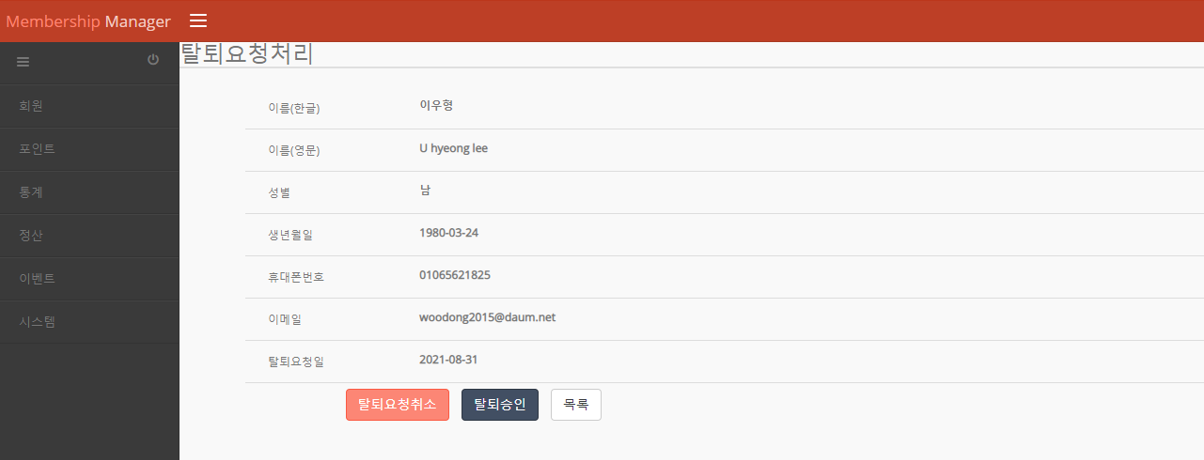 Membership Manager
탈퇴요청처리
회원
포인트
통계
정산
이벤트
시스템
이름(한글) 이우형
이름(영문) U hyeong lee
성별 남
생년월일 1980-03-24
휴대폰번호 01065621825
이메일 woodong2015@daum.net
탈퇴요청일 2021-08-31
탈퇴요청취소 탈퇴승인 목록